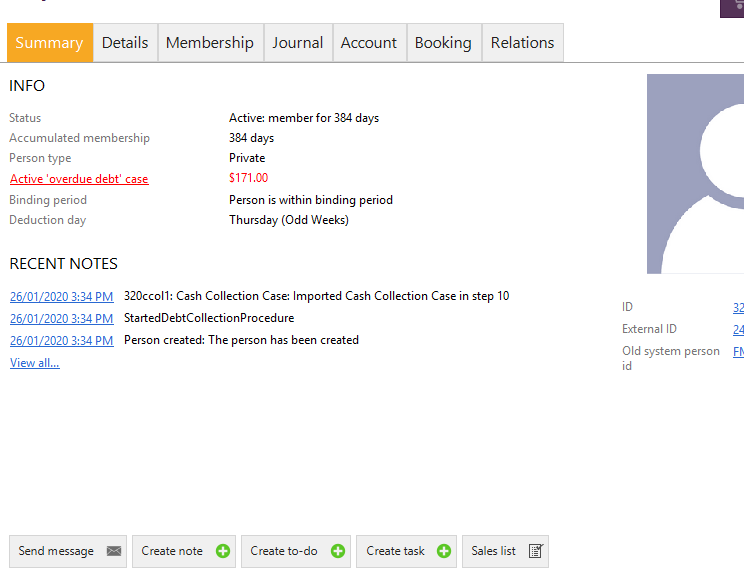 Summary Details Membership Journal Account Booking Relations
INFO
Status Active: member for 384 days
Accumulated membership 384 days
Person type Private
Active 'overdue debt' case $171.00
Binding period Person is within binding period
Deduction day Thursday (Odd Weeks)
RECENT NOTES
26/01/2020 3:34 PM 320ccol1: Cash Collection Case: Imported Cash Collection Case in step 10
26/01/2020 3:34 PM StartedDebtCollectionProcedure
26/01/2020 3:34 PM Person created: The person has been created
View all...
ID 32
External ID 24
Old system person
id
Send message Create note Create to-do Create task Sales list